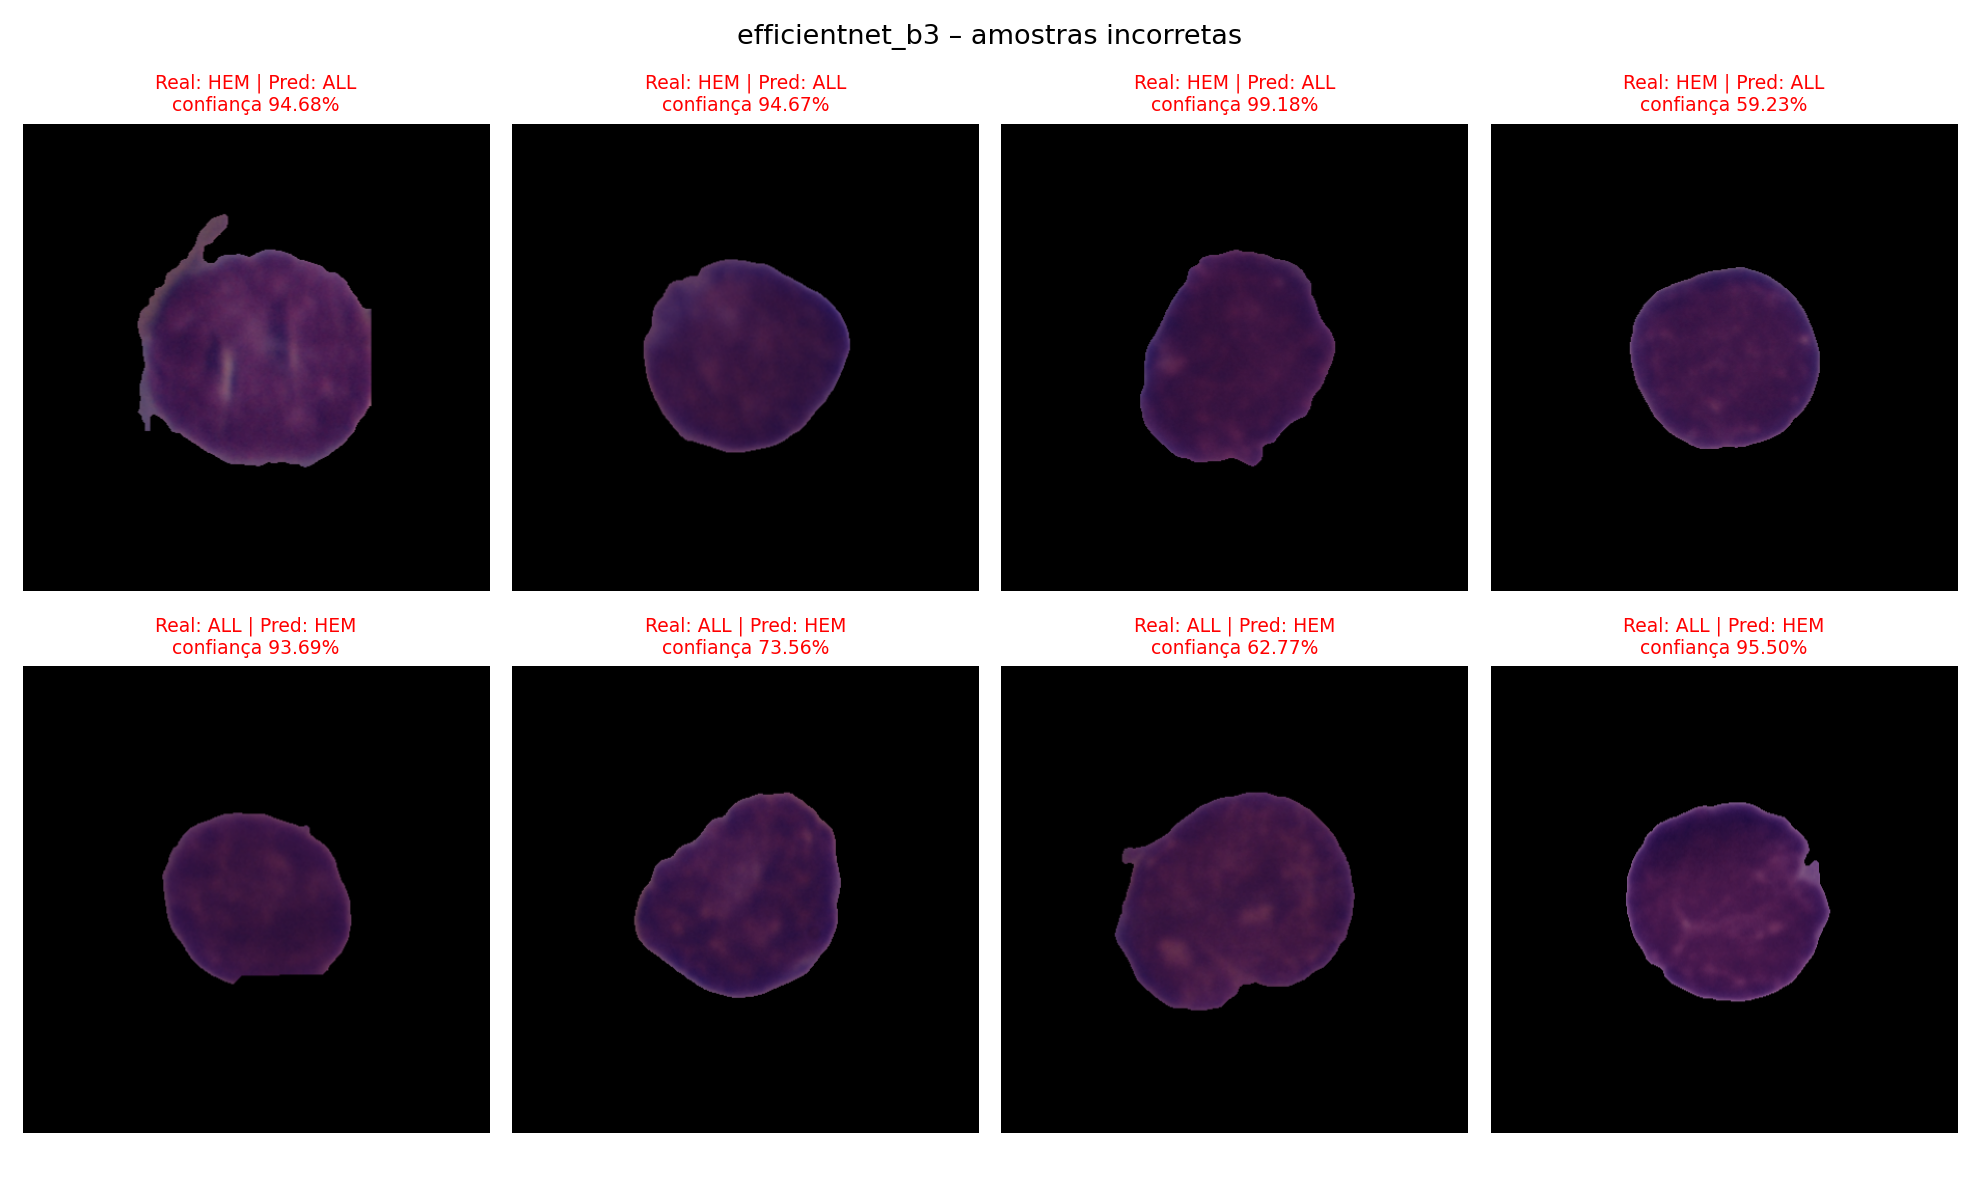 efficientnet_b3 – amostras incorretas
Real: HEM | Pred: ALL
confiança 94.68%
Real: HEM | Pred: ALL
confiança 94.67%
Real: HEM | Pred: ALL
confiança 99.18%
Real: HEM | Pred: ALL
confiança 59.23%
Real: ALL | Pred: HEM
confiança 93.69%
Real: ALL | Pred: HEM
confiança 73.56%
Real: ALL | Pred: HEM
confiança 62.77%
Real: ALL | Pred: HEM
confiança 95.50%